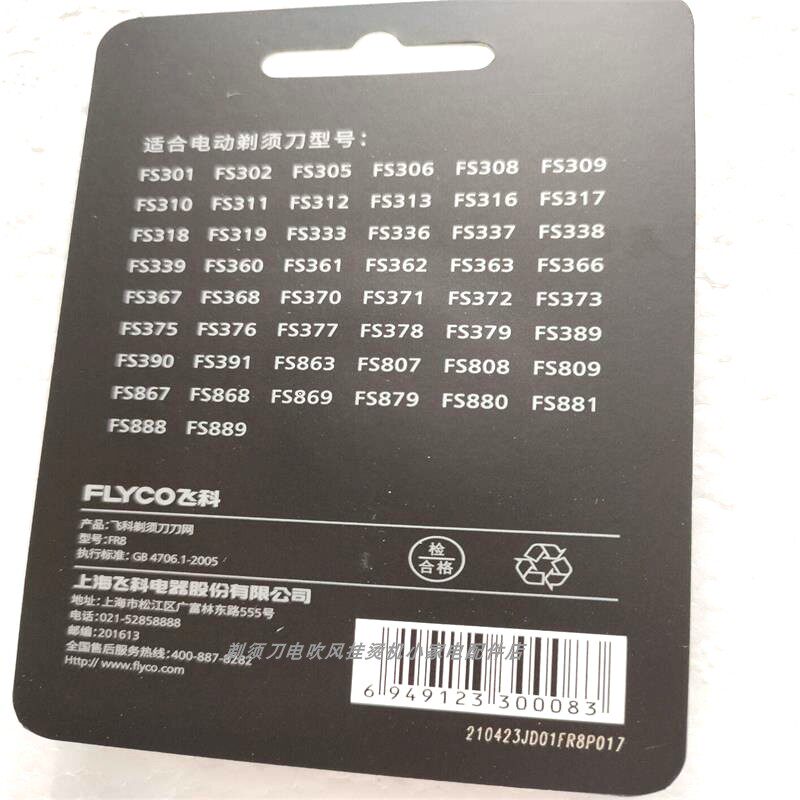 适合电动剃须刀型号：
FS301 FS302 FS305 FS306 FS308 FS309
FS310 FS311 FS312 FS313 FS316 FS317
FS318 FS319 FS333 FS336 FS337 FS338
FS339 FS360 FS361 FS362 FS363 FS366
FS367 FS368 FS370 FS371 FS372 FS373
FS375 FS376 FS377 FS378 FS379 FS389
FS390 FS391 FS863 FS807 FS808 FS809
FS867 FS868 FS869 FS879 FS880 FS881
FS888 FS889
FLYCO飞科
产品：飞科剃须刀刀网
型号：FR8
执行标准：GB 4706.1-2005
检
合格
上海飞科电器股份有限公司
地址：上海市松江区广富林东路555号
电话：021-52858888
邮编：201613
全国售后服务热线：400-887-8282
Http://www.flyco.com
剃须刀电吹风挂烫机小家电配件店
6 949123 300083
210423JD01FR8P017